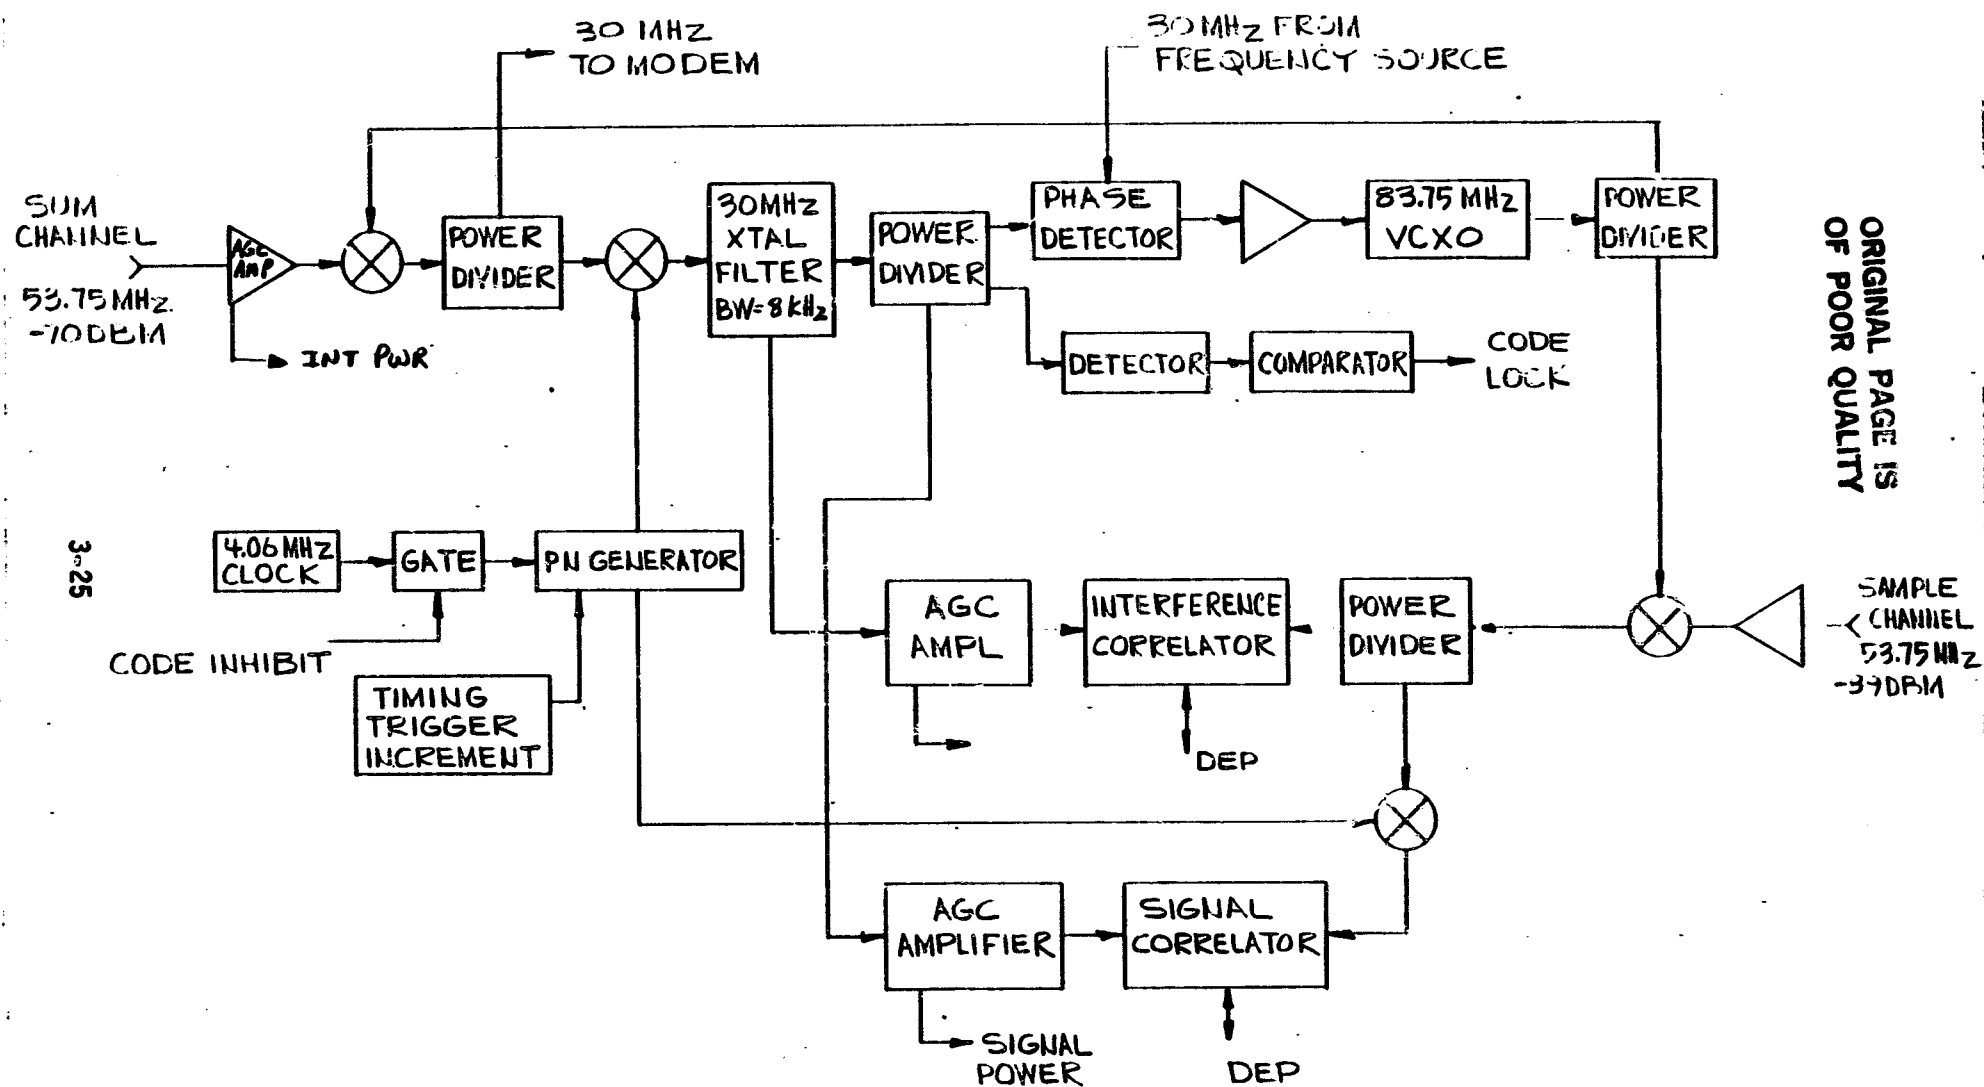 30 MHz
TO MODEM
30 MHz FROM
FREQUENCY SOURCE
SUM
CHANNEL
53.75 MHz
-70 DBM
AGC
AMP
INT PWR
POWER
DIVIDER
30MHz
XTAL
FILTER
BW=8KHz
POWER
DIVIDER
PHASE
DETECTOR
83.75 MHz
VCXO
POWER
DIVIDER
DETECTOR
COMPARATOR
CODE
LOCK
ORIGINAL PAGE IS
OF POOR QUALITY
3-25
4.06 MHz
CLOCK
GATE
PN GENERATOR
CODE INHIBIT
TIMING
TRIGGER
INCREMENT
AGC
AMPL
INTERFERENCE
CORRELATOR
DEP
POWER
DIVIDER
SAMPLE
CHANNEL
53.75 MHz
AGC
AMPLIFIER
SIGNAL
CORRELATOR
SIGNAL
POWER
DEP